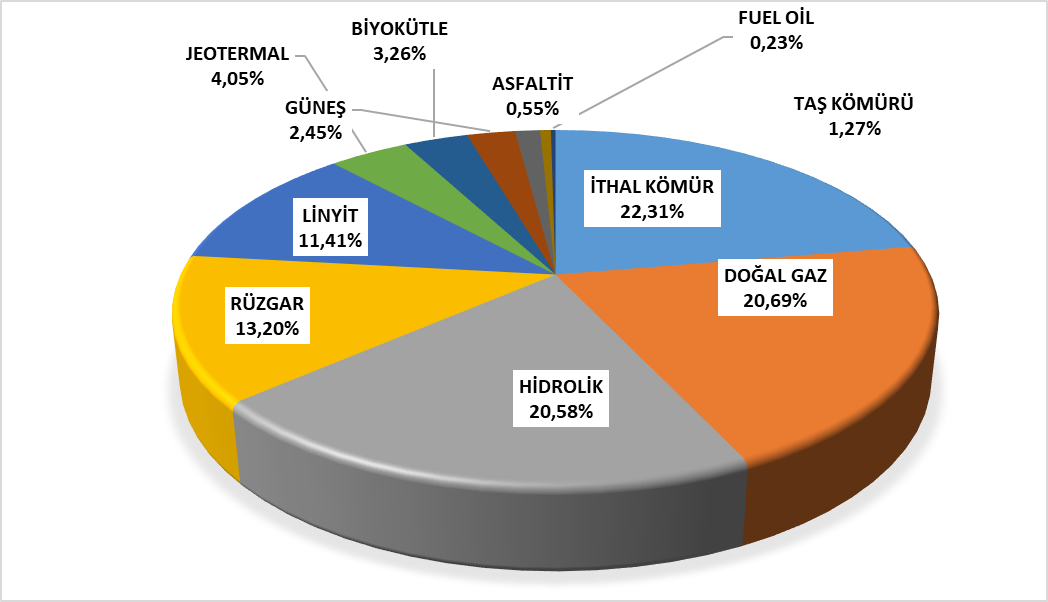 FUEL OİL
0,23%
BİYOKÜTLE
3,26%
JEOTERMAL
4,05%
ASFALTİT
0,55%
GÜNEŞ
2,45%
TAŞ KÖMÜRÜ
1,27%
İTHAL KÖMÜR
22,31%
LİNYİT
11,41%
DOĞAL GAZ
20,69%
RÜZGAR
13,20%
HİDROLİK
20,58%